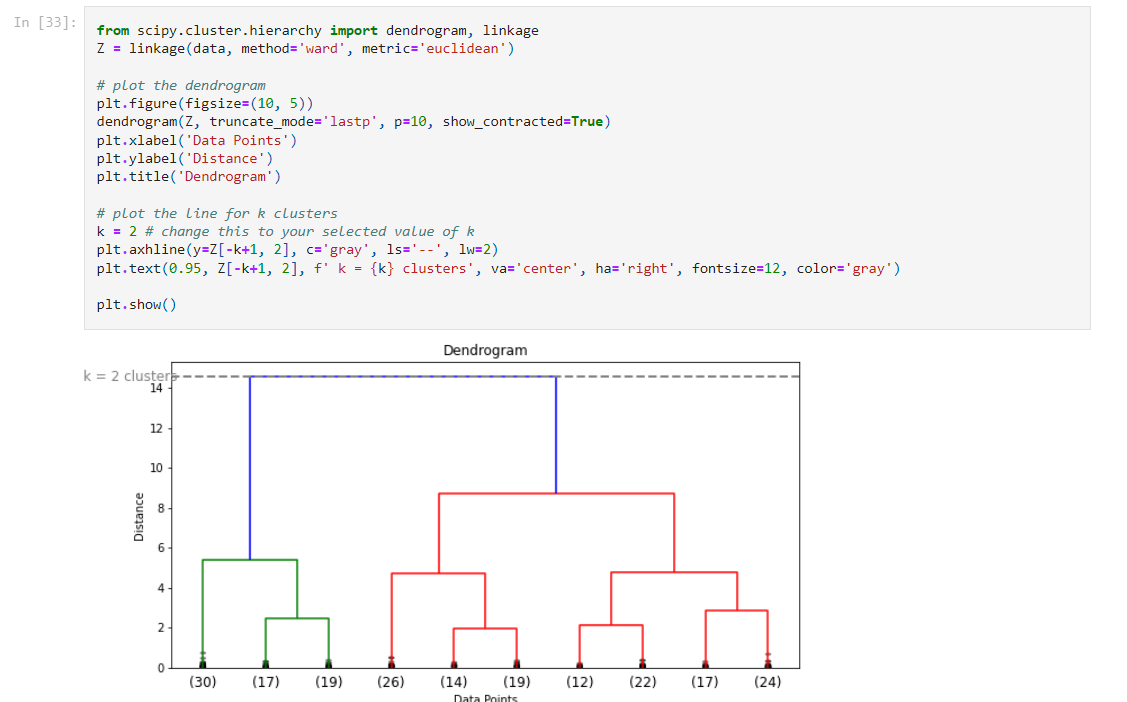 In [33]:
from scipy.cluster.hierarchy import dendrogram, linkage
Z = linkage(data, method='ward', metric='euclidean')
# plot the dendrogram
plt.figure(figsize=(10, 5))
dendrogram(Z, truncate_mode='lastp', p=10, show_contracted=True)
plt.xlabel('Data Points')
plt.ylabel('Distance')
plt.title('Dendrogram')
# plot the line for k clusters
k = 2 # change this to your selected value of k
plt.axhline(y=Z[-k+1, 2], c='gray', ls='--', lw=2)
plt.text(0.95, Z[-k+1, 2], f' k = {k} clusters', va='center', ha='right', fontsize=12, color='gray')
plt.show()
Dendrogram
k = 2 clusters
14
12
10
8
6
4
2
0
Distance
(30) (17) (19) (26) (14) (19) (12) (22) (17) (24)
Data Points